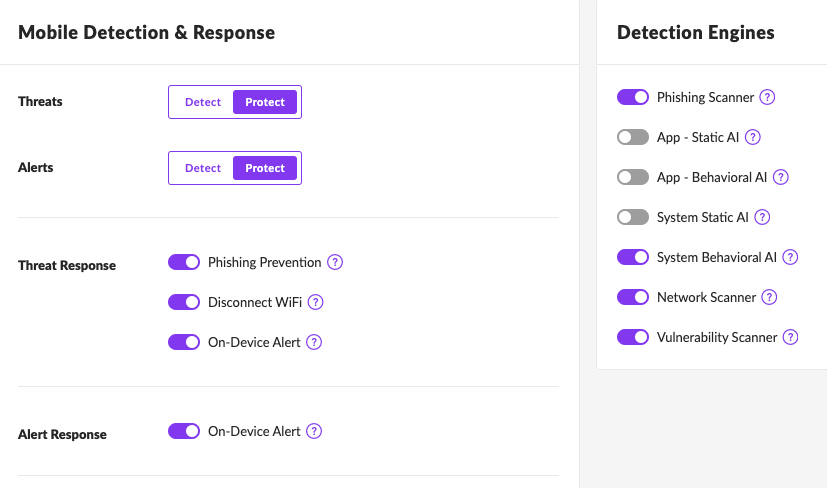 Mobile Detection & Response
Threats
Detect Protect
Alerts
Detect Protect
Threat Response
Phishing Prevention ?
Disconnect WiFi ?
On-Device Alert ?
Alert Response
On-Device Alert ?
Detection Engines
Phishing Scanner ?
App - Static AI ?
App - Behavioral AI ?
System Static AI ?
System Behavioral AI ?
Network Scanner ?
Vulnerability Scanner ?